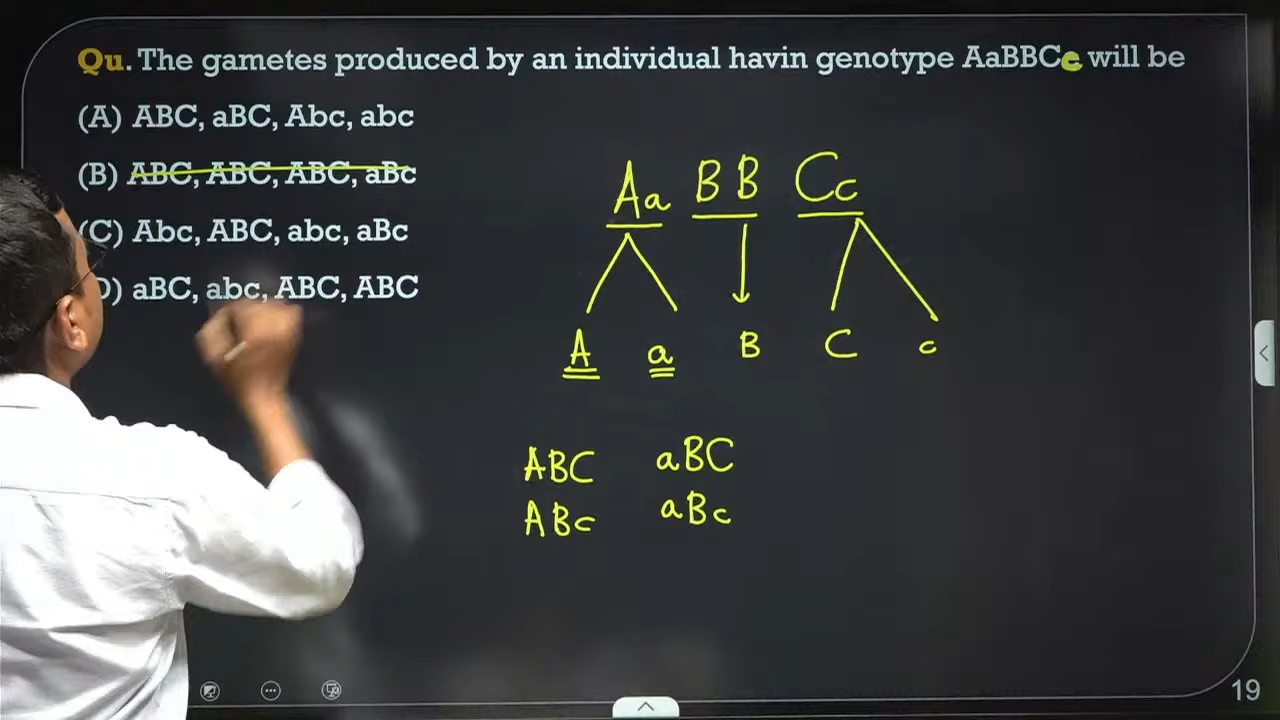 Qu. The gametes produced by an individual havin genotype AaBBCc will be
(A) ABC, aBC, Abc, abc
(B) ABC, ABC, ABC, aBc
(C) Abc, ABC, abc, aBc
D) aBC, abc, ABC, ABC
Aa BB Cc
A a B C c
ABC aBC
ABc aBc
19